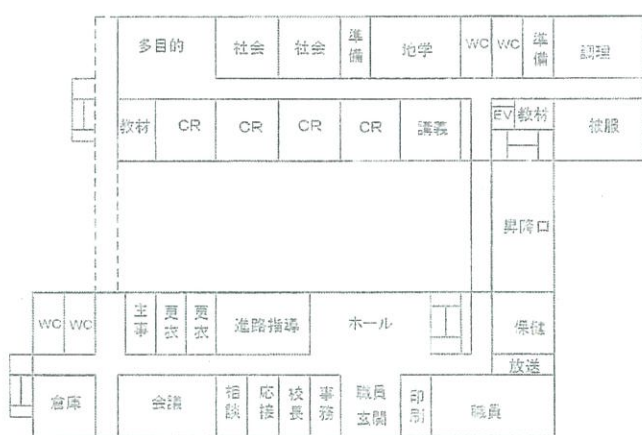 多目的 社会 社会 準備 地学 WC WC 準備 調理
教材 CR CR CR CR 講義 EV 教材 被服
昇降口
WC WC 主事 更衣 更衣 進路指導 ホール 保健
放送
倉庫 会議 相談 応接 校長 事務 職員玄関 印刷 職員